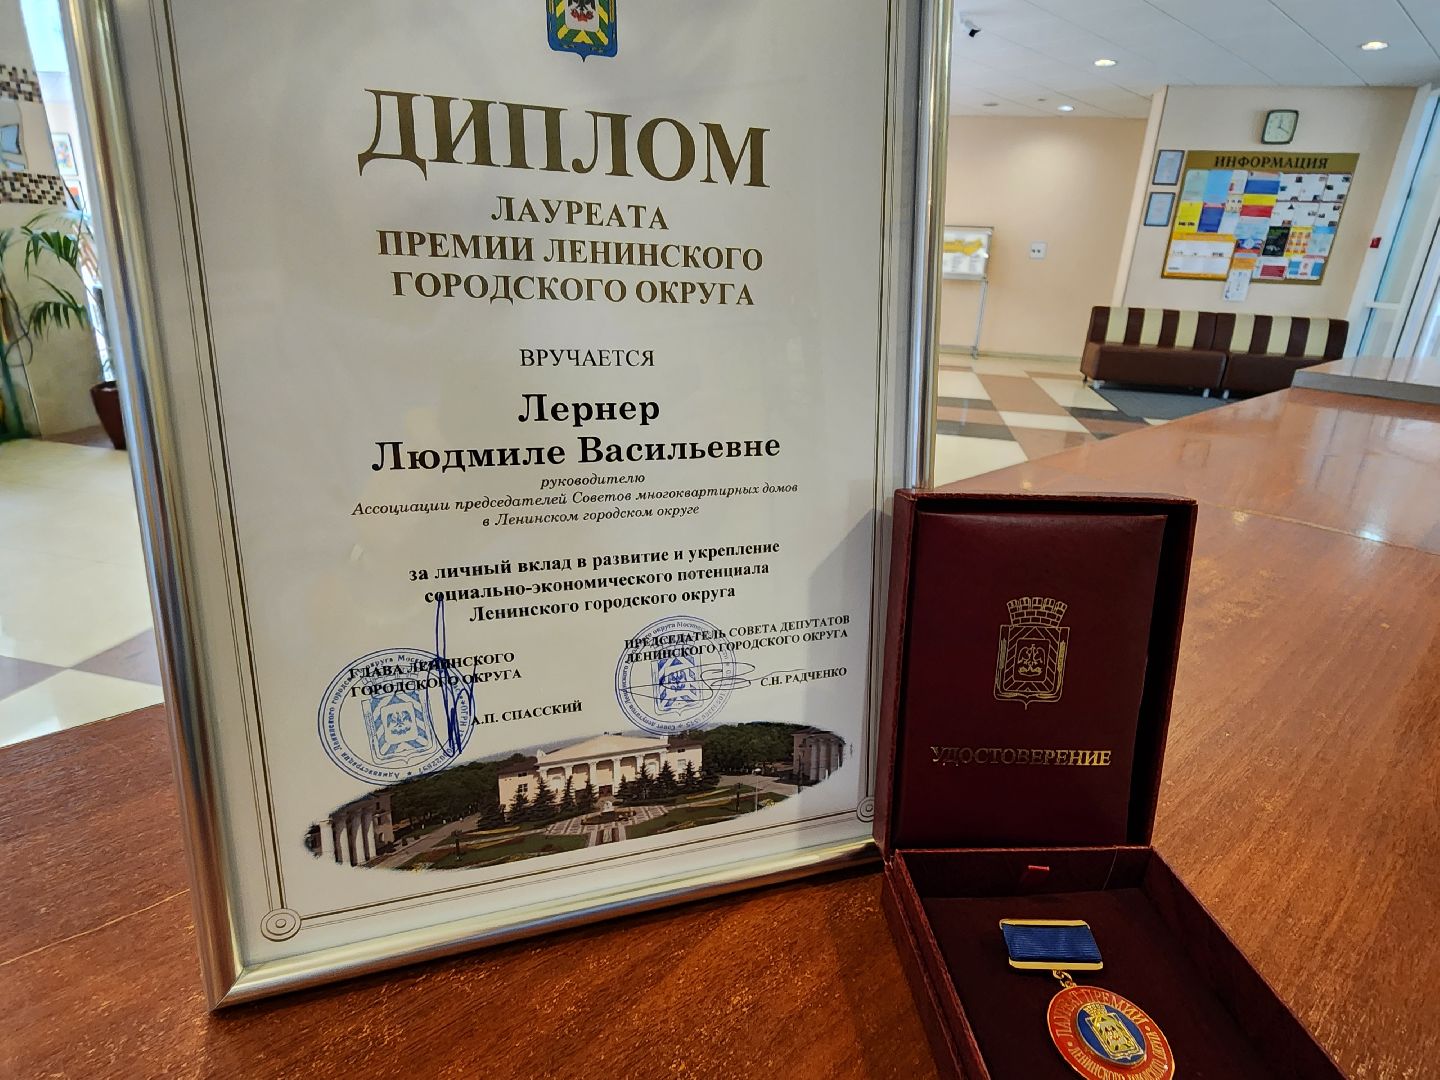 ДИПЛОМ
ЛАУРЕАТА
ПРЕМИИ ЛЕНИНСКОГО
ГОРОДСКОГО ОКРУГА
ВРУЧАЕТСЯ
Лернер
Людмиле Васильевне
руководителю
Ассоциации председателей Советов многоквартирных домов
в Ленинском городском округе
за личный вклад в развитие и укрепление
социально-экономического потенциала
Ленинского городского округа
ГЛАВА ЛЕНИНСКОГО
ГОРОДСКОГО ОКРУГА
А.П. СПАССКИЙ
ПРЕДСЕДАТЕЛЬ СОВЕТА ДЕПУТАТОВ
ЛЕНИНСКОГО ГОРОДСКОГО ОКРУГА
С.Н. РАДЧЕНКО
ИНФОРМАЦИЯ
УДОСТОВЕРЕНИЕ
ПРЕМИИ
ЛЕНИНСКОГО